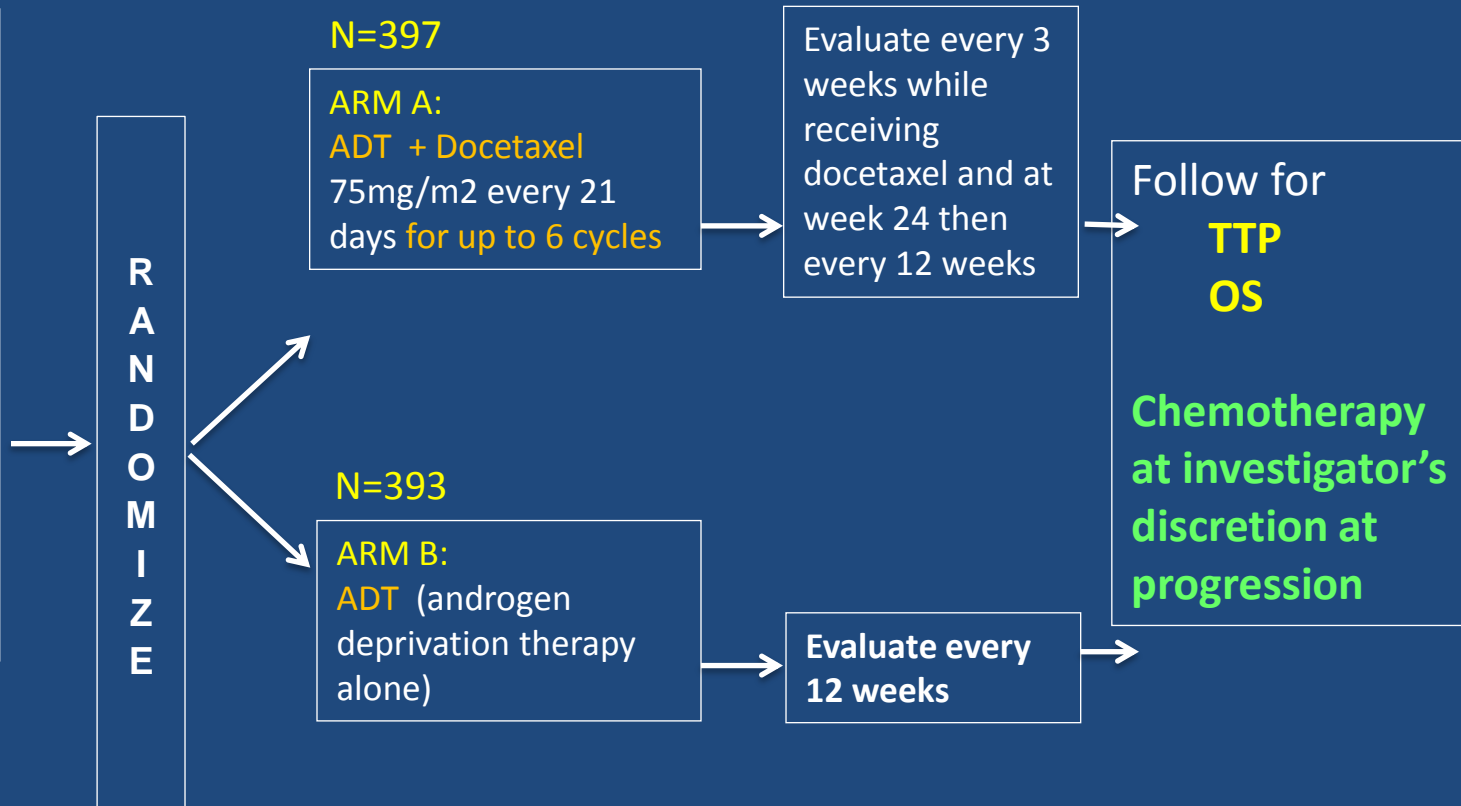 RANDOMIZE
N=397
ARM A:
ADT + Docetaxel
75mg/m2 every 21
days for up to 6 cycles
Evaluate every 3
weeks while
receiving
docetaxel and at
week 24 then
every 12 weeks
N=393
ARM B:
ADT (androgen
deprivation therapy
alone)
Evaluate every
12 weeks
Follow for
TTP
OS
Chemotherapy
at investigator’s
discretion at
progression